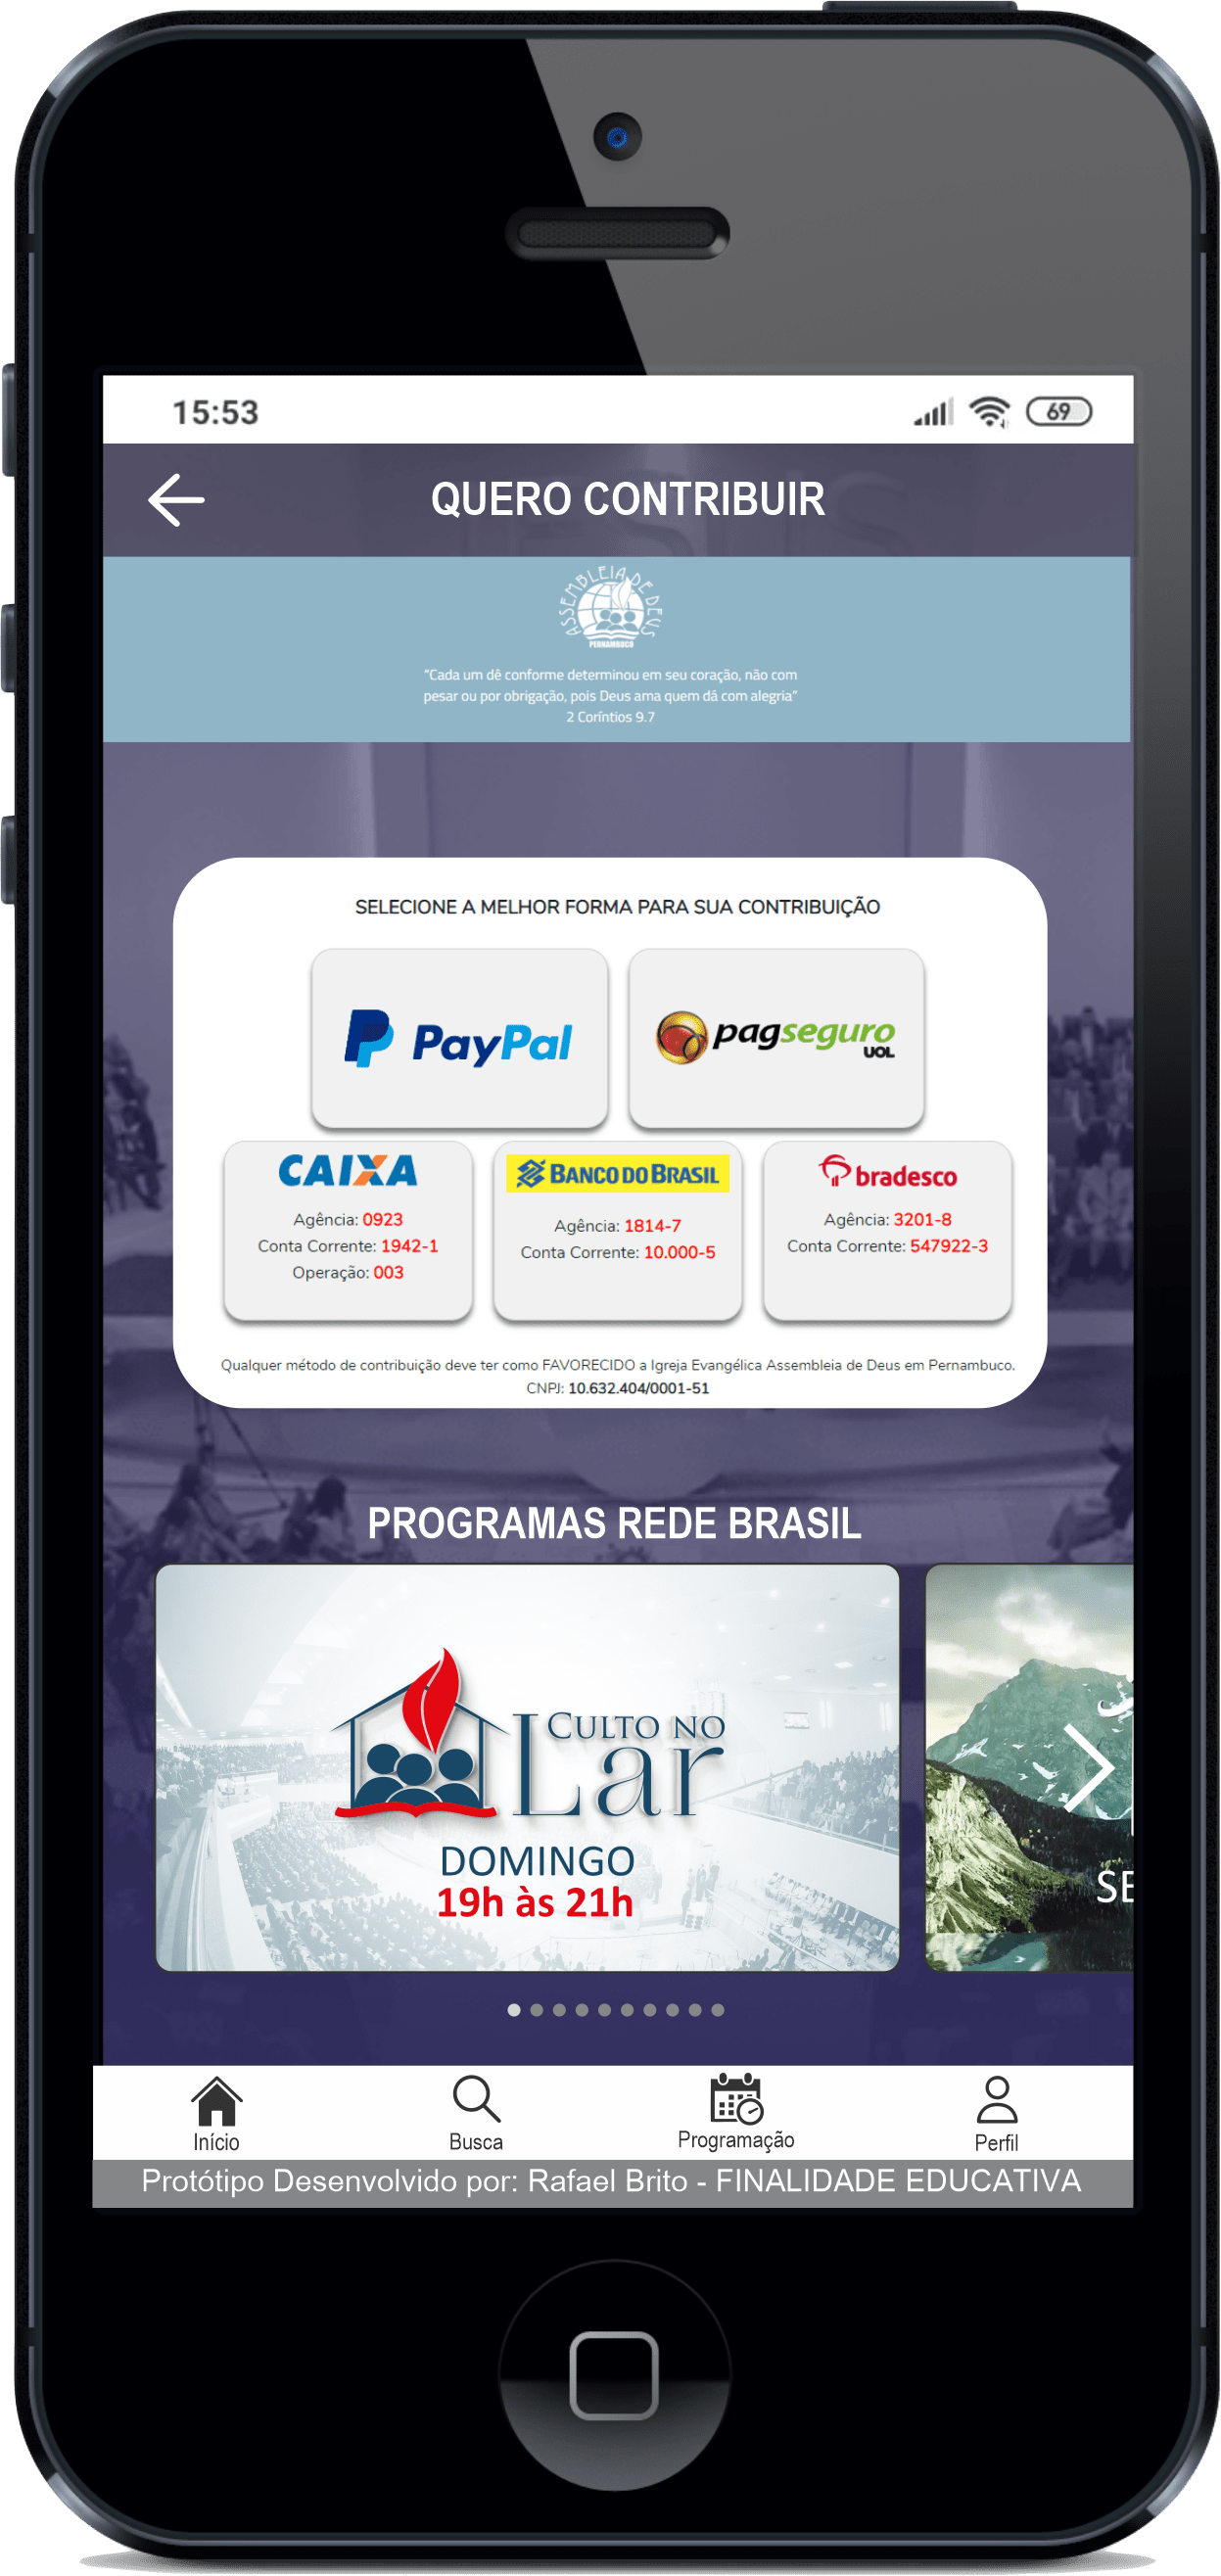 15:53
69
QUERO CONTRIBUIR
ASSEMBLEIA DE DEUS
PERNAMBUCO
"Cada um dê conforme determinou em seu coração, não com
pesar ou por obrigação, pois Deus ama quem dá com alegria"
2 Coríntios 9.7
SELECIONE A MELHOR FORMA PARA SUA CONTRIBUIÇÃO
PayPal
pagseguro
UOL
CAIXA
Agência: 0923
Conta Corrente: 1942-1
Operação: 003
BANCO DO BRASIL
Agência: 1814-7
Conta Corrente: 10.000-5
bradesco
Agência: 3201-8
Conta Corrente: 547922-3
Qualquer método de contribuição deve ter como FAVORECIDO a Igreja Evangélica Assembleia de Deus em Pernambuco.
CNPJ: 10.632.404/0001-51
PROGRAMAS REDE BRASIL
CULTO NO
Lar
DOMINGO
19h às 21h
SE
Início
Busca
Programação
Perfil
Protótipo Desenvolvido por: Rafael Brito - FINALIDADE EDUCATIVA